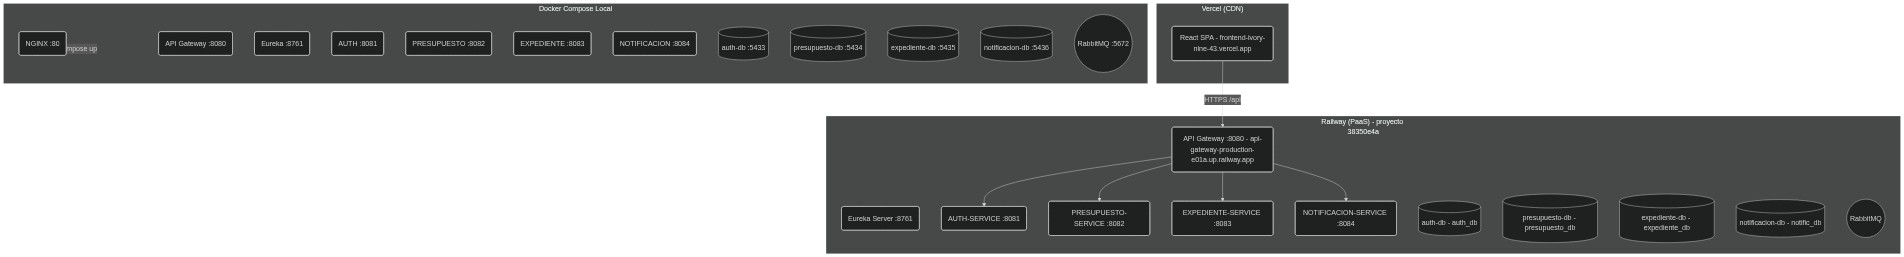 Docker Compose Local
NGINX :80
mpose up
API Gateway :8080
Eureka :8761
AUTH :8081
PRESUPUESTO :8082
EXPEDIENTE :8083
NOTIFICACION :8084
auth-db :5433
presupuesto-db :5434
expediente-db :5435
notificacion-db :5436
RabbitMQ :5672
Vercel (CDN)
React SPA - frontend-ivory-
nine-43.vercel.app
HTTPS /api
Railway (PaaS) - proyecto
38350e4a
API Gateway :8080 - api-
gateway-production-
e01a.up.railway.app
Eureka Server :8761
AUTH-SERVICE :8081
PRESUPUESTO-
SERVICE :8082
EXPEDIENTE-SERVICE
:8083
NOTIFICACION-SERVICE
:8084
auth-db - auth_db
presupuesto-db -
presupuesto_db
expediente-db -
expediente_db
notificacion-db - notific_db
RabbitMQ